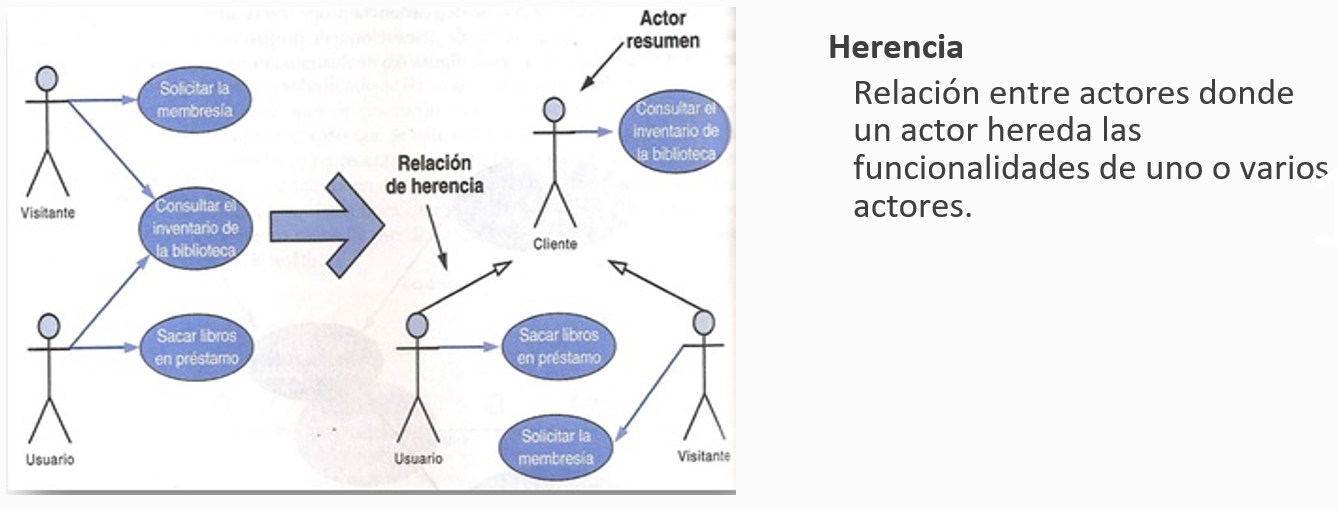 Actor
resumen
Solicitar la
membresía
Consultar el
inventario de
la biblioteca
Relación
de herencia
Visitante
Consultar el
inventario de
la biblioteca
Cliente
Sacar libros
en préstamo
Sacar libros
en préstamo
Solicitar la
membresía
Usuario
Usuario
Visitante
Herencia
Relación entre actores donde
un actor hereda las
funcionalidades de uno o varios
actores.